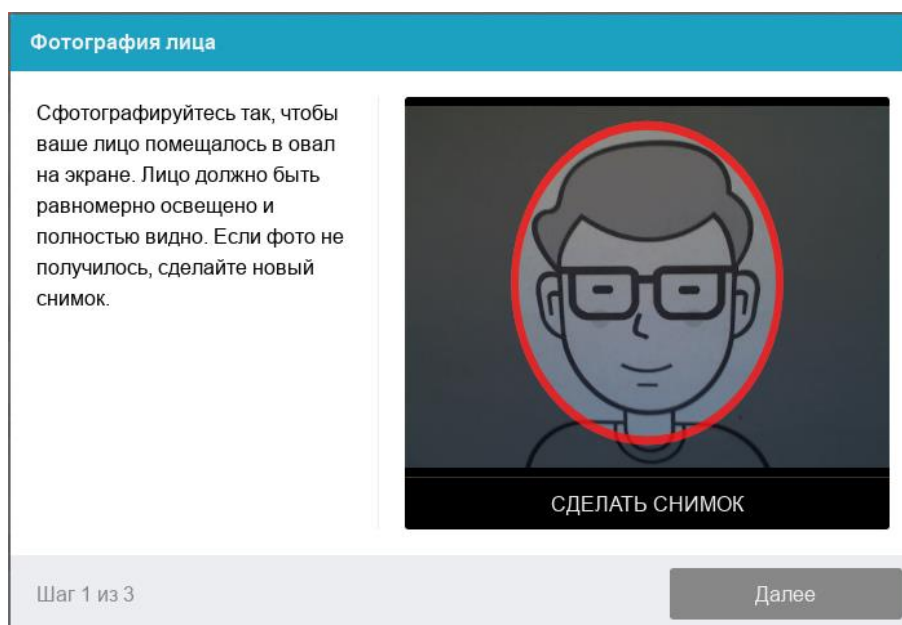 Фотография лица
Сфотографируйтесь так, чтобы
ваше лицо помещалось в овал
на экране. Лицо должно быть
равномерно освещено и
полностью видно. Если фото не
получилось, сделайте новый
снимок.
СДЕЛАТЬ СНИМОК
Шаг 1 из 3
Далее